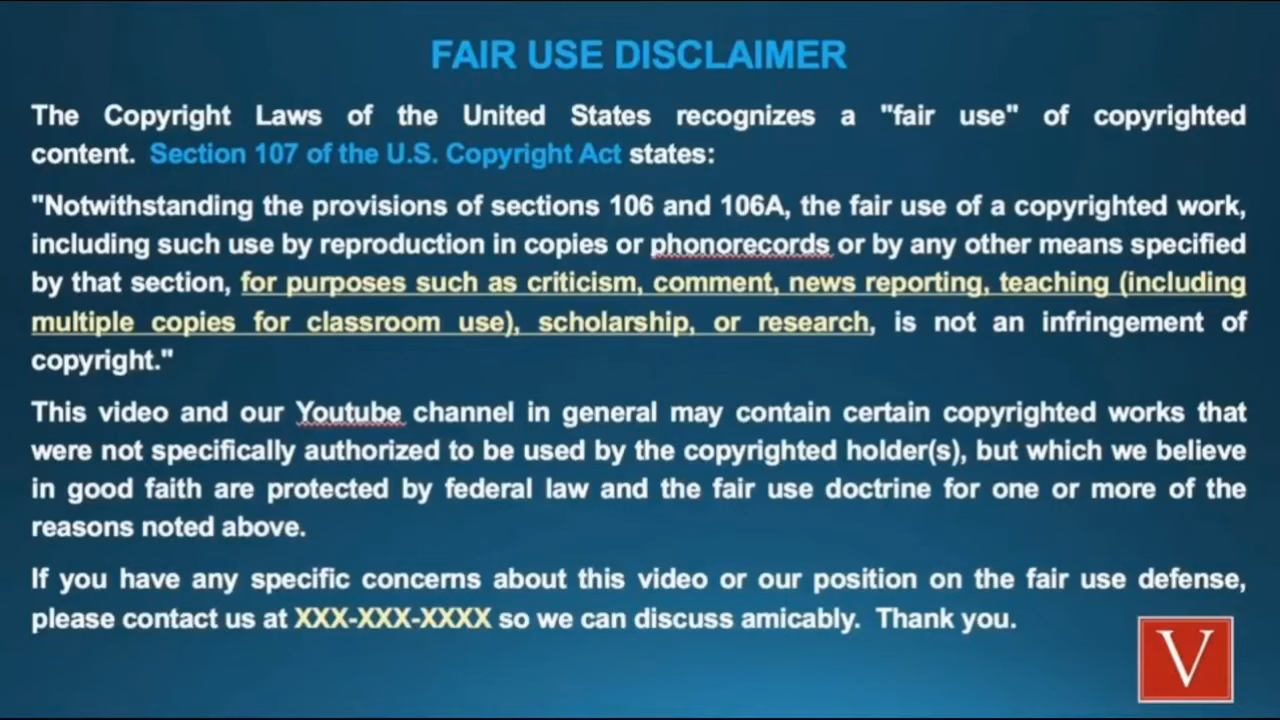 FAIR USE DISCLAIMER
The Copyright Laws of the United States recognizes a "fair use" of copyrighted
content. Section 107 of the U.S. Copyright Act states:
"Notwithstanding the provisions of sections 106 and 106A, the fair use of a copyrighted work,
including such use by reproduction in copies or phonorecords or by any other means specified
by that section, for purposes such as criticism, comment, news reporting, teaching (including
multiple copies for classroom use), scholarship, or research, is not an infringement of
copyright."
This video and our Youtube channel in general may contain certain copyrighted works that
were not specifically authorized to be used by the copyrighted holder(s), but which we believe
in good faith are protected by federal law and the fair use doctrine for one or more of the
reasons noted above.
If you have any specific concerns about this video or our position on the fair use defense,
please contact us at XXX-XXX-XXXX so we can discuss amicably. Thank you.
V